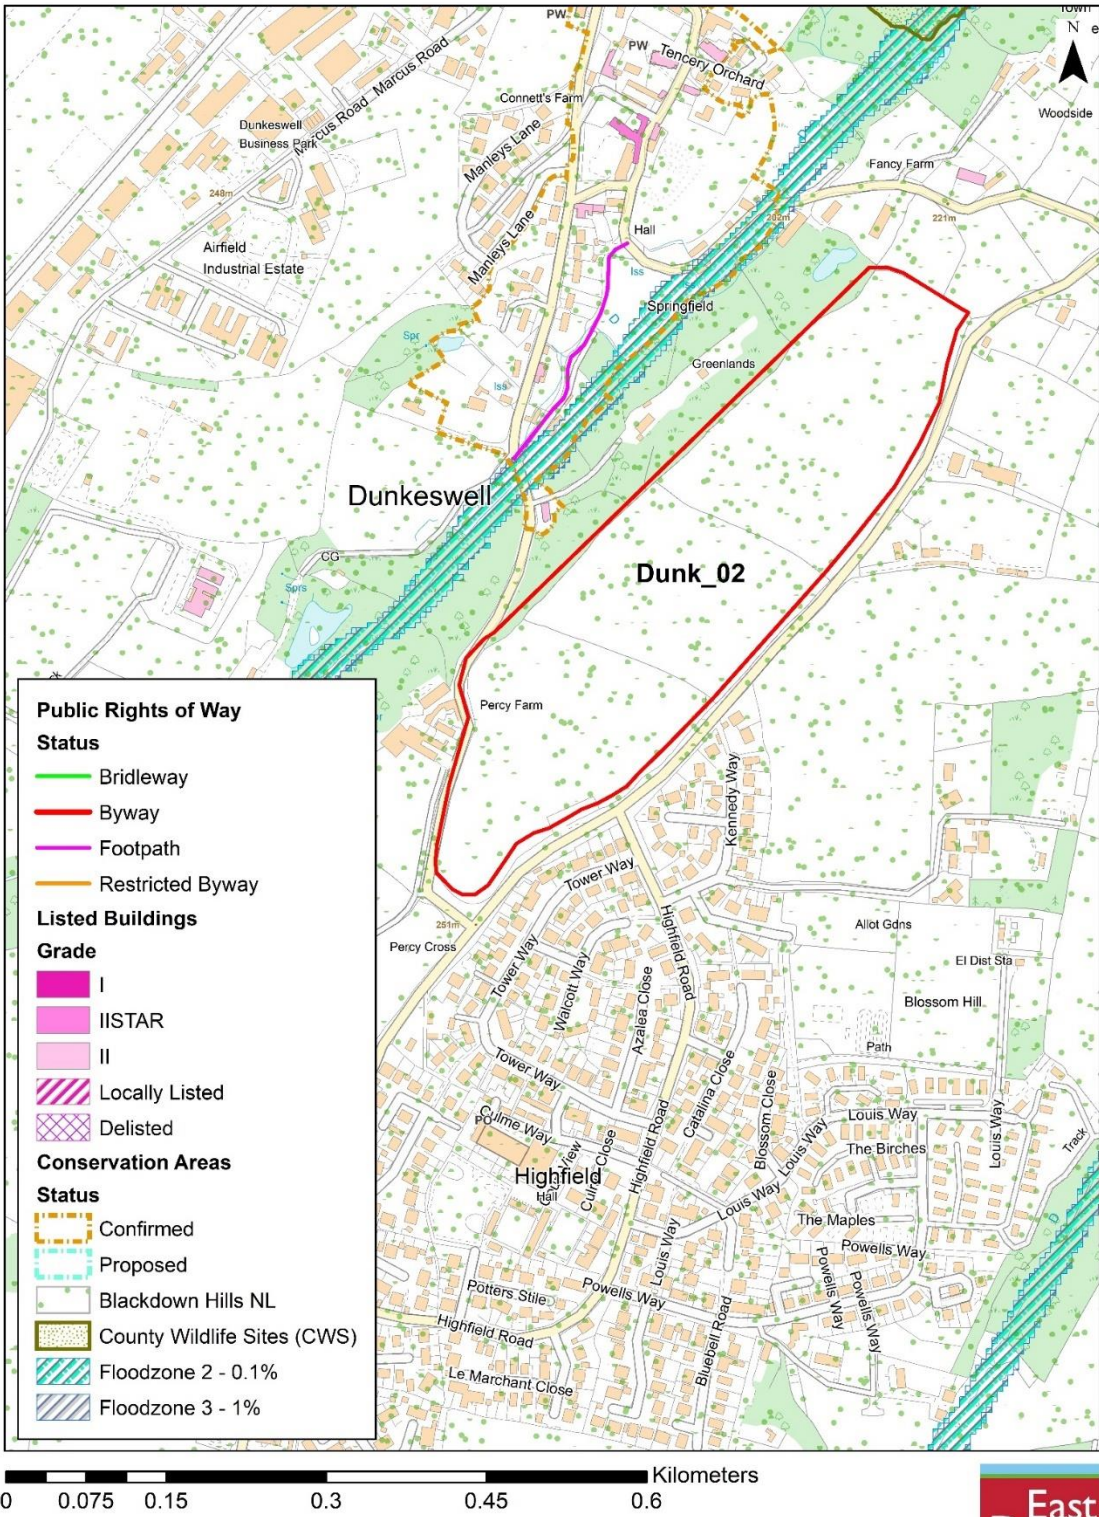 PW
Town
N
PW
Tencery Orchard
Marcus Road
Marcus Road
Connett's Farm
Woodside
Dunkeswell
Business Park
Manleys Lane
Fancy Farm
248m
Manleys Lane
202m
221m
Hall
Airfield
Industrial Estate
Iss
Springfield
Spr
Greenlands
Iss
Dunkeswell
CG
Dunk_02
Sprs
Percy Farm
Kennedy Way
Tower Way
251m
Percy Cross
Highfield Road
Allot Gdns
Tower Way
El Dist Sta
Walcott Way
Azalea Close
Blossom Hill
Path
Tower Way
Catalina Close
Blossom Close
Louis Way
Culme Way
PO
Highfield Road
Louis Way
The Birches
Louis Way
Track
Highfield
Hall
Louis Way
The Maples
Powells Way
Louis Way
Potters Stile
Powells Way
Powells Way
Powells Way
Highfield Road
Bluebell Road
Le Marchant Close
Public Rights of Way
Status
Bridleway
Byway
Footpath
Restricted Byway
Listed Buildings
Grade
I
IISTAR
II
Locally Listed
Delisted
Conservation Areas
Status
Confirmed
Proposed
Blackdown Hills NL
County Wildlife Sites (CWS)
Floodzone 2 - 0.1%
Floodzone 3 - 1%
Kilometers
0 0.075 0.15 0.3 0.45 0.6
East